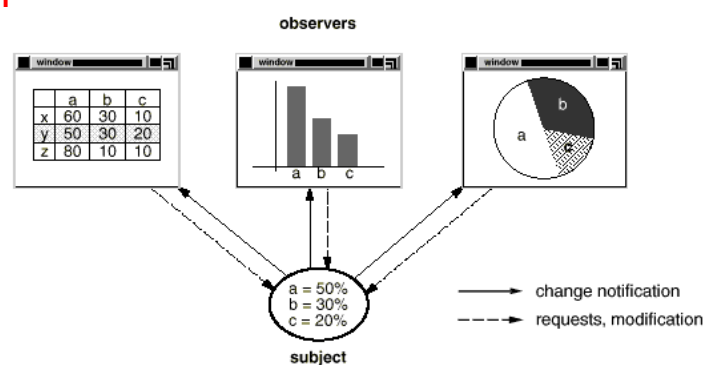 observers
window
window
window
a b c
x 60 30 10
y 50 30 20
z 80 10 10
a b c
a
b
c
a = 50%
b = 30%
c = 20%
change notification
requests, modification
subject